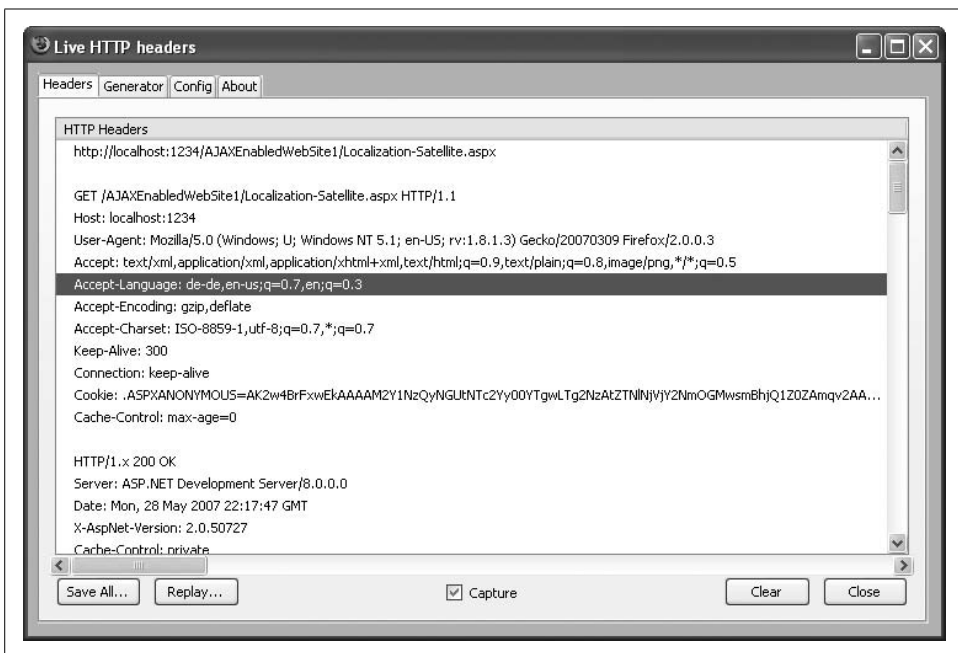 Live HTTP headers
Headers Generator Config About
HTTP Headers
http://localhost:1234/AJAXEnabledWebSite1/Localization-Satellite.aspx
GET /AJAXEnabledWebSite1/Localization-Satellite.aspx HTTP/1.1
Host: localhost:1234
User-Agent: Mozilla/5.0 (Windows; U; Windows NT 5.1; en-US; rv:1.8.1.3) Gecko/20070309 Firefox/2.0.0.3
Accept: text/xml,application/xml,application/xhtml+xml,text/html;q=0.9,text/plain;q=0.8,image/png,*/*;q=0.5
Accept-Language: de-de,en-us;q=0.7,en;q=0.3
Accept-Encoding: gzip,deflate
Accept-Charset: ISO-8859-1,utf-8;q=0.7,*;q=0.7
Keep-Alive: 300
Connection: keep-alive
Cookie: .ASPXANONYMOUS=AK2w4BrFxwEkAAAAM2Y1NzQyNGUtNTc2Yy00YTgwLTg2NzAtZTNlNjVjY2NmOGMwsmBhjQ1Z0ZAmqv2AA...
Cache-Control: max-age=0
HTTP/1.x 200 OK
Server: ASP.NET Development Server/8.0.0.0
Date: Mon, 28 May 2007 22:17:47 GMT
X-AspNet-Version: 2.0.50727
Cache-Control: private
Save All... Replay... Capture Clear Close